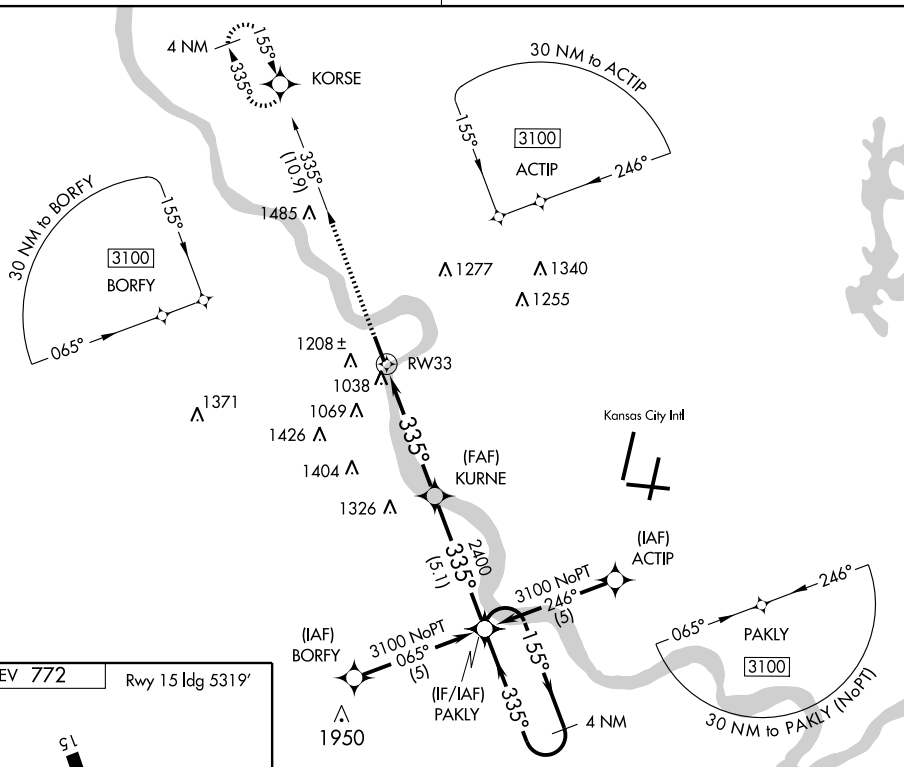 4 NM
155°
335°
KORSE
30 NM to ACTIP
155°
3100
ACTIP
246°
335°
(10.9)
30 NM to BORFY
155°
3100
BORFY
065°
1485
1277
1340
1255
1208 ±
RW33
1038
1371
1069
1426
335°
1404
(FAF)
KURNE
1326
Kansas City Intl
2400
335°
(5.1)
(IAF)
ACTIP
3100 NoPT
246°
(5)
(IAF)
BORFY
3100 NoPT
065°
(5)
(IF/IAF)
PAKLY
155°
335°
4 NM
065°
246°
PAKLY
3100
30 NM to PAKLY (NoPT)
1950
EV 772
Rwy 15 ldg 5319'
15